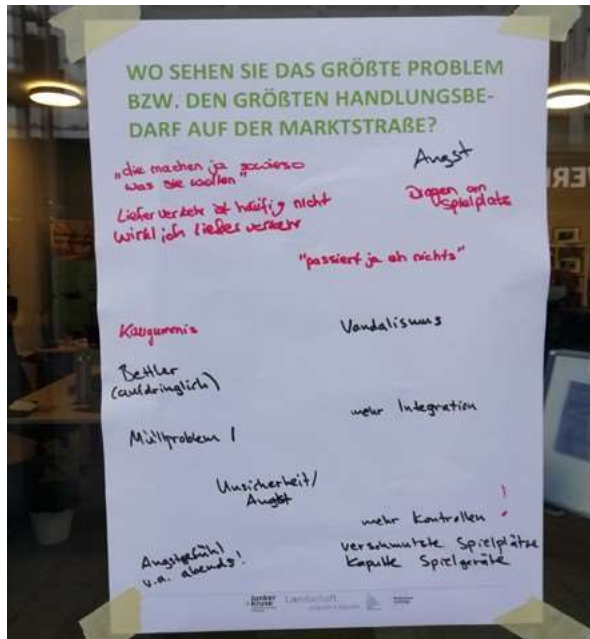 WO SEHEN SIE DAS GRÖßTE PROBLEM
BZW. DEN GRÖßTEN HANDLUNGSBE-
DARF AUF DER MARKTSTRAßE?
„die machen ja sowieso
was sie wollen"
Angst
Drogen am
Spielplatz
Lieferverkehr ist häufig nicht
wirklich Lieferverkehr
"passiert ja eh nichts"
Kaugummis
Vandalismus
Bettler
(aufdringlich)
mehr Integration
Müllproblem !
Unsicherheit/
Angst
mehr Kontrollen !
Angstgefühl
v.a. abends!
verschmutzte Spielplätze
kaputte Spielgeräte
junker
+kruse
Landschaft